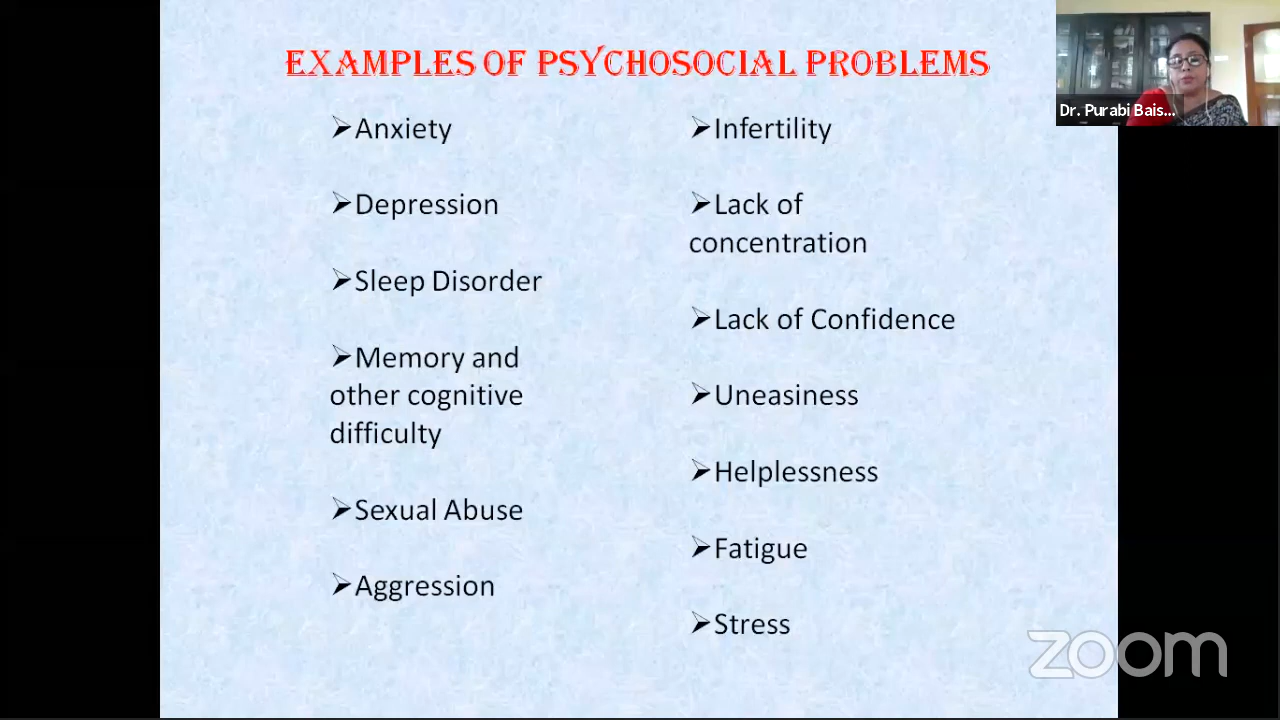 EXAMPLES OF PSYCHOSOCIAL PROBLEMS
➢Anxiety
➢Depression
➢Sleep Disorder
➢Memory and
other cognitive
difficulty
➢Sexual Abuse
➢Aggression
➢Infertility
➢Lack of
concentration
➢Lack of Confidence
➢Uneasiness
➢Helplessness
➢Fatigue
➢Stress
Dr. Purabi Bais...
zoom